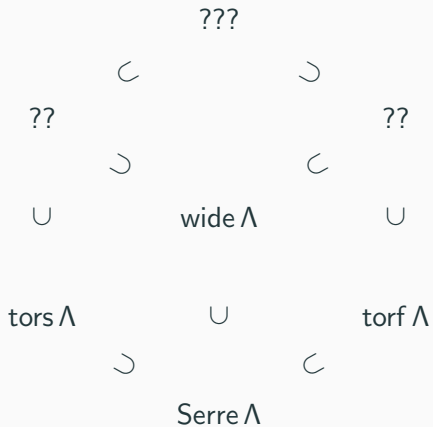 ???
⊂ ⊃
?? ??
⊃ ⊂
∪ wide Λ ∪
tors Λ ∪ torf Λ
⊃ ⊂
Serre Λ